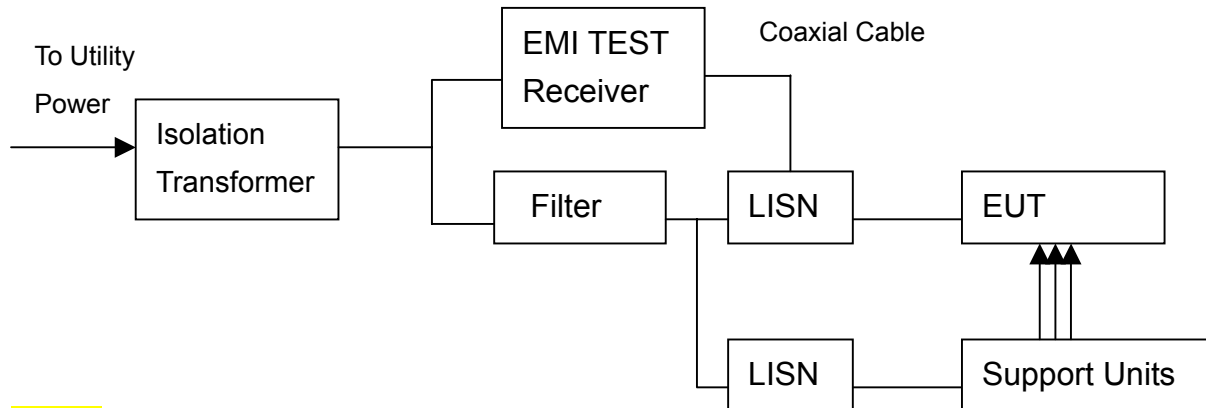 To Utility
Power
Isolation
Transformer
EMI TEST
Receiver
Coaxial Cable
Filter
LISN
EUT
LISN
Support Units